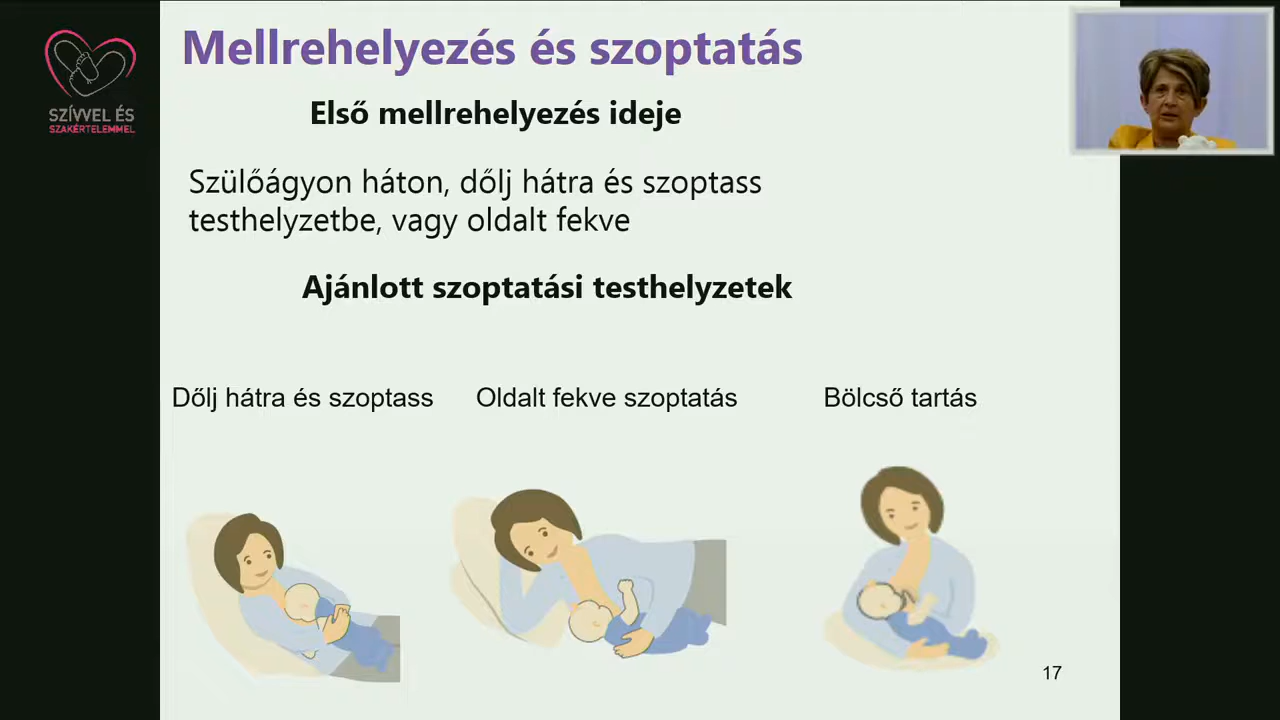 SZÍVVEL ÉS
SZAKÉRTELEMMEL
Mellrehelyezés és szoptatás
Első mellrehelyezés ideje
Szülőágyon háton, dőlj hátra és szoptass
testhelyzetbe, vagy oldalt fekve
Ajánlott szoptatási testhelyzetek
Dőlj hátra és szoptass
Oldalt fekve szoptatás
Bölcső tartás
17